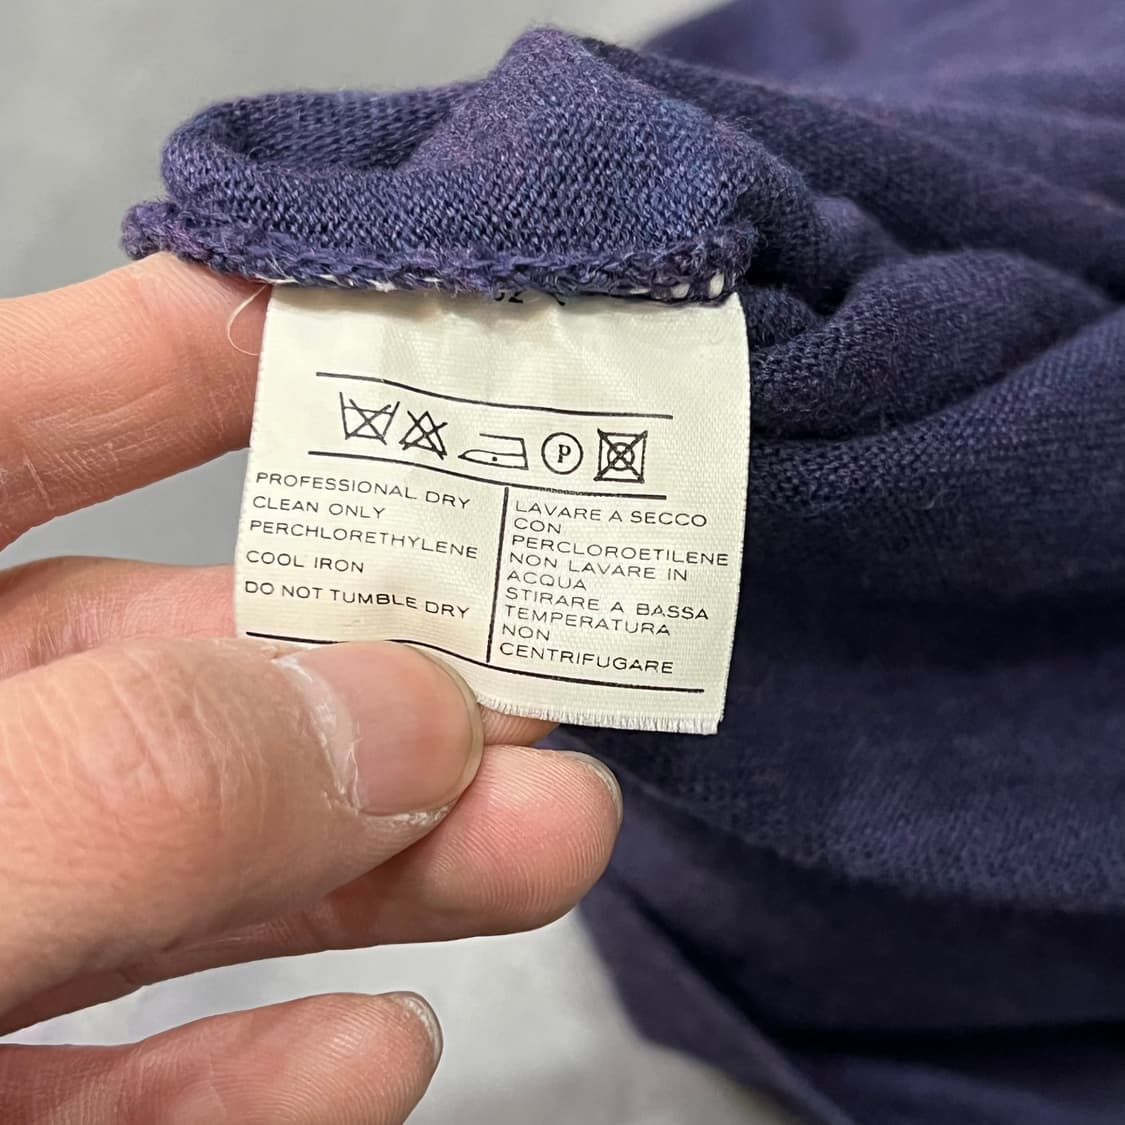 P
PROFESSIONAL DRY
CLEAN ONLY
PERCHLORETHYLENE
COOL IRON
DO NOT TUMBLE DRY
LAVARE A SECCO
CON
PERCLOROETILENE
NON LAVARE IN
ACQUA
STIRARE A BASSA
TEMPERATURA
NON
CENTRIFUGARE